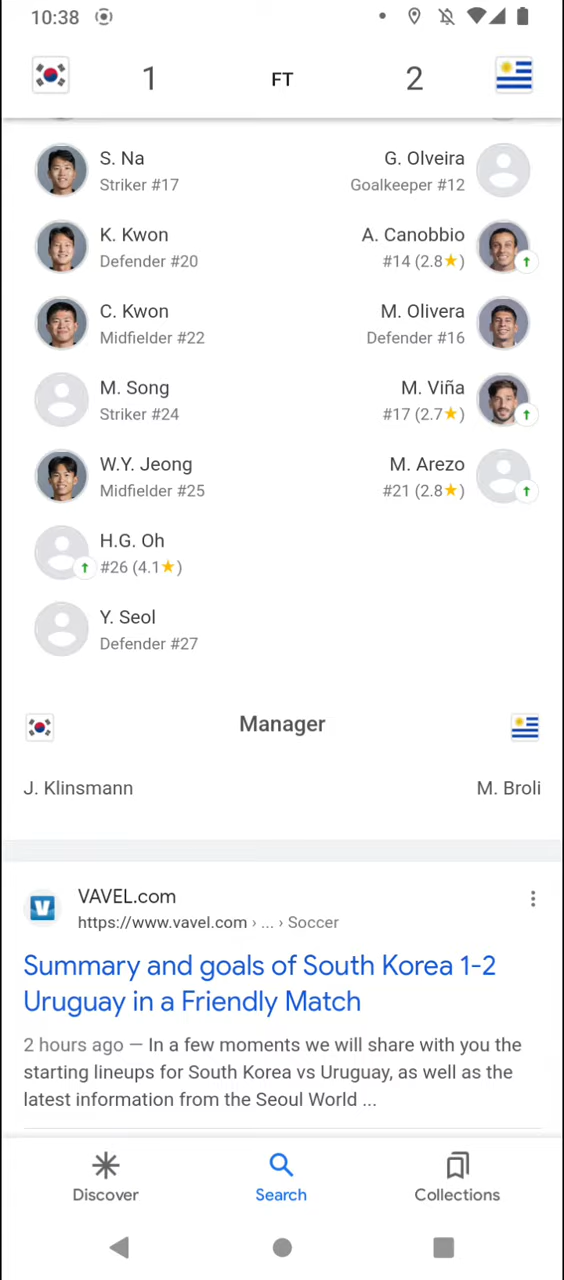 10:38
1 FT 2
S. Na
Striker #17
G. Olveira
Goalkeeper #12
K. Kwon
Defender #20
A. Canobbio
#14 (2.8★)
C. Kwon
Midfielder #22
M. Olivera
Defender #16
M. Song
Striker #24
M. Viña
#17 (2.7★)
W.Y. Jeong
Midfielder #25
M. Arezo
#21 (2.8★)
H.G. Oh
#26 (4.1★)
Y. Seol
Defender #27
Manager
J. Klinsmann
M. Broli
VAVEL.com
https://www.vavel.com › ... › Soccer
Summary and goals of South Korea 1-2
Uruguay in a Friendly Match
2 hours ago — In a few moments we will share with you the
starting lineups for South Korea vs Uruguay, as well as the
latest information from the Seoul World ...
Discover
Search
Collections